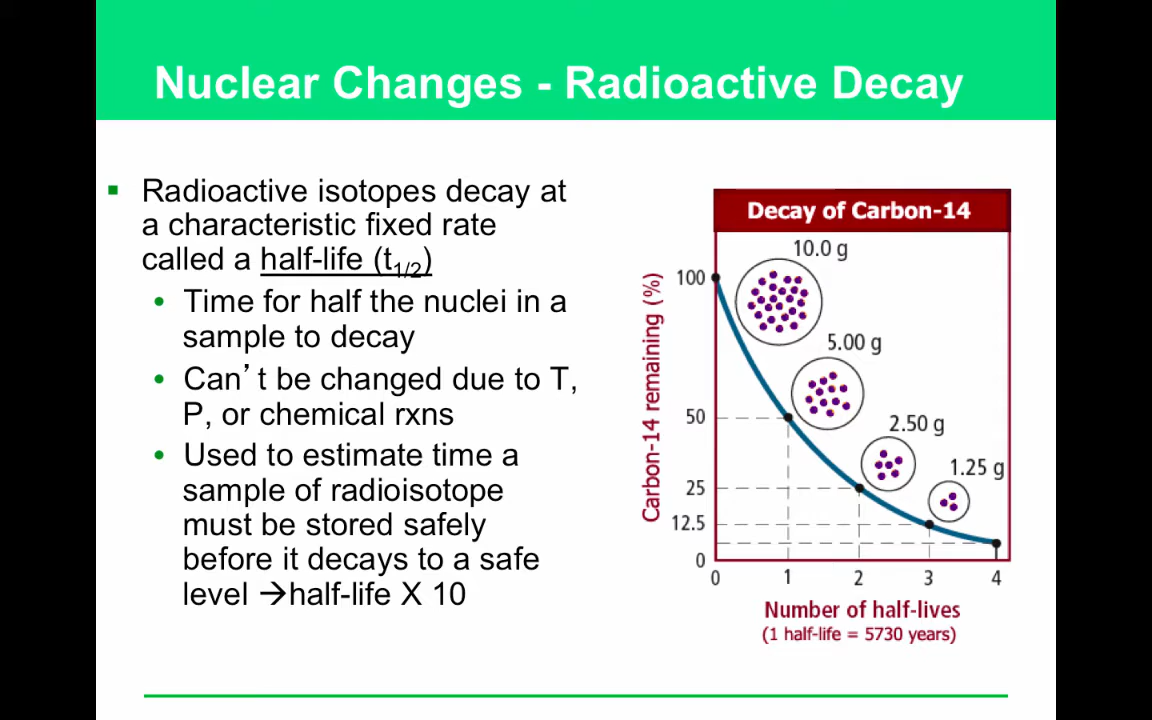 Nuclear Changes - Radioactive Decay
▪ Radioactive isotopes decay at
a characteristic fixed rate
called a half-life (t1/2)
• Time for half the nuclei in a
sample to decay
• Can’t be changed due to T,
P, or chemical rxns
• Used to estimate time a
sample of radioisotope
must be stored safely
before it decays to a safe
level →half-life X 10
Decay of Carbon-14
10.0 g
5.00 g
2.50 g
1.25 g
Carbon-14 remaining (%)
100
50
25
12.5
0
0 1 2 3 4
Number of half-lives
(1 half-life = 5730 years)